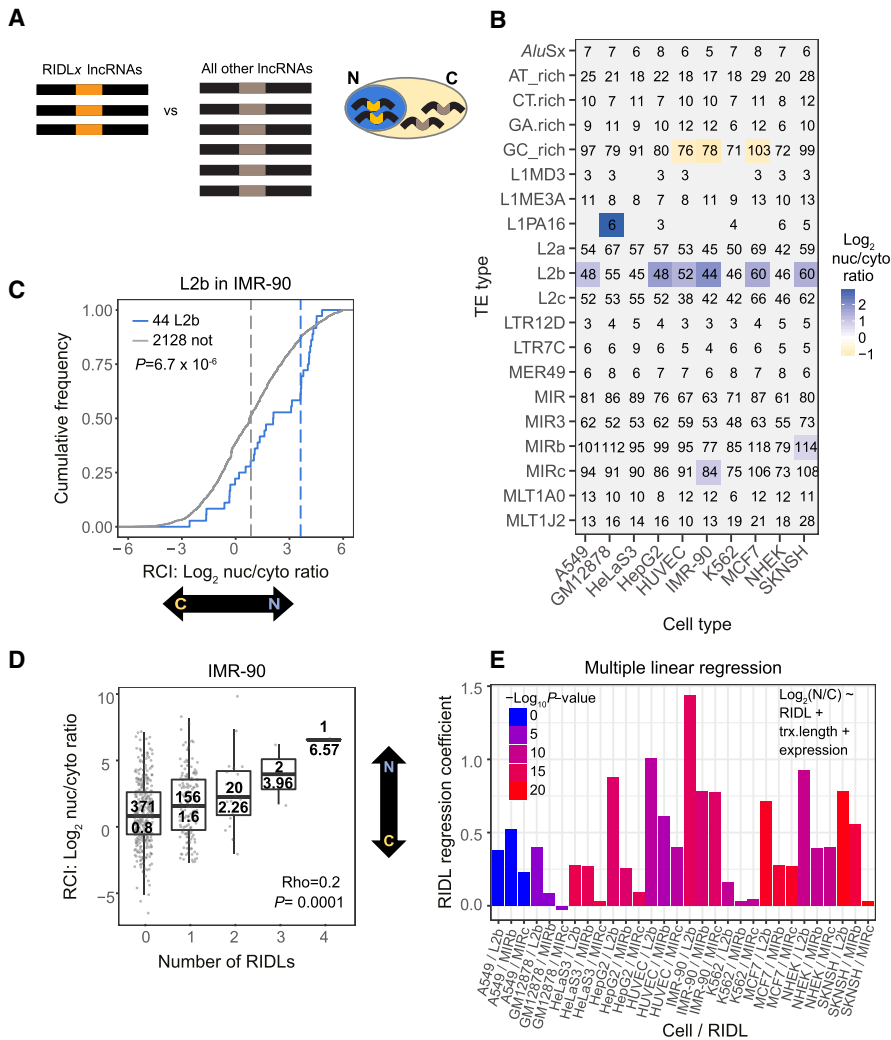 A
RIDLx lncRNAs
vs
All other lncRNAs
N
C
B
TE type
AluSx 7 7 6 8 6 5 7 8 7 6
AT_rich 25 21 18 22 18 17 18 29 20 28
CT.rich 10 7 11 7 10 10 7 11 8 12
GA.rich 9 11 9 10 12 12 6 12 6 10
GC_rich 97 79 91 80 76 78 71 103 72 99
L1MD3 3 3 3 3 3 3 3
L1ME3A 11 8 8 7 8 11 9 13 10 13
L1PA16 6 3 4 6 5
L2a 54 67 57 57 53 45 50 69 42 59
L2b 48 55 45 48 52 44 46 60 46 60
L2c 52 53 55 52 38 42 42 66 46 62
LTR12D 3 4 5 4 3 3 3 4 5 5
LTR7C 6 6 9 6 5 4 6 6 5 5
MER49 8 6 6 7 7 6 8 7 8 6
MIR 81 86 89 76 67 63 71 87 61 80
MIR3 62 52 53 62 59 53 48 63 55 73
MIRb 101 112 95 99 95 77 85 118 79 114
MIRc 94 91 90 86 91 84 75 106 73 108
MLT1A0 13 10 10 8 12 12 6 12 12 11
MLT1J2 13 16 14 16 10 13 19 21 18 28
A549 GM12878 HeLaS3 HepG2 HUVEC IMR-90 K562 MCF7 NHEK SKNSH
Cell type
Log2
nuc/cyto
ratio
2
1
0
−1
C
L2b in IMR-90
Cumulative frequency
1.00
0.75
0.50
0.25
0.00
44 L2b
2128 not
P=6.7 x 10-6
−6 −3 0 3 6
RCI: Log2 nuc/cyto ratio
C N
D
IMR-90
RCI: Log2 nuc/cyto ratio
10
5
0
−5
371
0.8
156
1.6
20
2.26
2
3.96
1
6.57
Rho=0.2
P= 0.0001
0 1 2 3 4
Number of RIDLs
N
C
E
Multiple linear regression
RIDL regression coefficient
1.5
1.0
0.5
0.0
−Log10P−value
0
5
10
15
20
Log2(N/C) ~
RIDL +
trx.length +
expression
A549 / L2b
A549 / MIRb
A549 / MIRc
GM12878 / L2b
GM12878 / MIRb
GM12878 / MIRc
HeLaS3 / L2b
HeLaS3 / MIRb
HeLaS3 / MIRc
HepG2 / L2b
HepG2 / MIRb
HepG2 / MIRc
HUVEC / L2b
HUVEC / MIRb
HUVEC / MIRc
IMR-90 / L2b
IMR-90 / MIRb
IMR-90 / MIRc
K562 / L2b
K562 / MIRb
K562 / MIRc
MCF7 / L2b
MCF7 / MIRb
MCF7 / MIRc
NHEK / L2b
NHEK / MIRb
NHEK / MIRc
SKNSH / L2b
SKNSH / MIRb
SKNSH / MIRc
Cell / RIDL